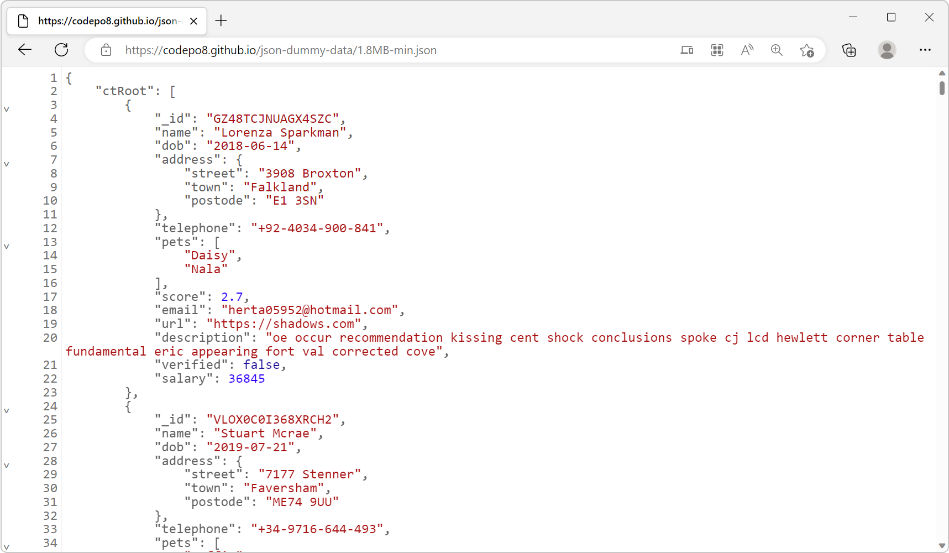 https://codepo8.github.io/json-
https://codepo8.github.io/json-dummy-data/1.8MB-min.json
1 {
2 "ctRoot": [
3 {
4 "_id": "GZ48TCJNUAGX4SZC",
5 "name": "Lorenza Sparkman",
6 "dob": "2018-06-14",
7 "address": {
8 "street": "3908 Broxton",
9 "town": "Falkland",
10 "postode": "E1 3SN"
11 },
12 "telephone": "+92-4034-900-841",
13 "pets": [
14 "Daisy",
15 "Nala"
16 ],
17 "score": 2.7,
18 "email": "herta05952@hotmail.com",
19 "url": "https://shadows.com",
20 "description": "oe occur recommendation kissing cent shock conclusions spoke cj lcd hewlett corner table
fundamental eric appearing fort val corrected cove",
21 "verified": false,
22 "salary": 36845
23 },
24 {
25 "_id": "VLOX0C0I368XRCH2",
26 "name": "Stuart Mcrae",
27 "dob": "2019-07-21",
28 "address": {
29 "street": "7177 Stenner",
30 "town": "Faversham",
31 "postode": "ME74 9UU"
32 },
33 "telephone": "+34-9716-644-493",
34 "pets": [